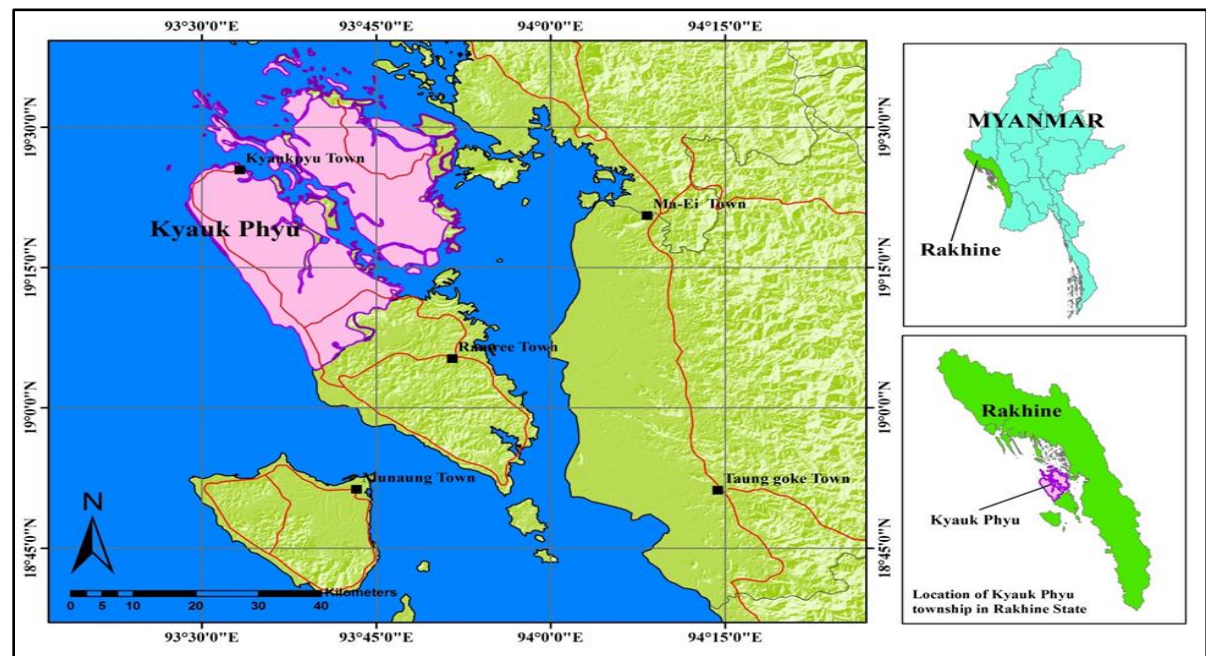 93°30'0"E 93°45'0"E 94°0'0"E 94°15'0"E
19°30'0"N
19°15'0"N
19°0'0"N
18°45'0"N
Kyaukpyu Town
Kyauk Phyu
Ma-Ei Town
Ramree Town
Munaung Town
Taung goke Town
N
Kilometers
0 5 10 20 30 40
19°30'0"N
19°15'0"N
19°0'0"N
18°45'0"N
93°30'0"E 93°45'0"E 94°0'0"E 94°15'0"E
MYANMAR
Rakhine
Rakhine
Kyauk Phyu
Location of Kyauk Phyu
township in Rakhine State